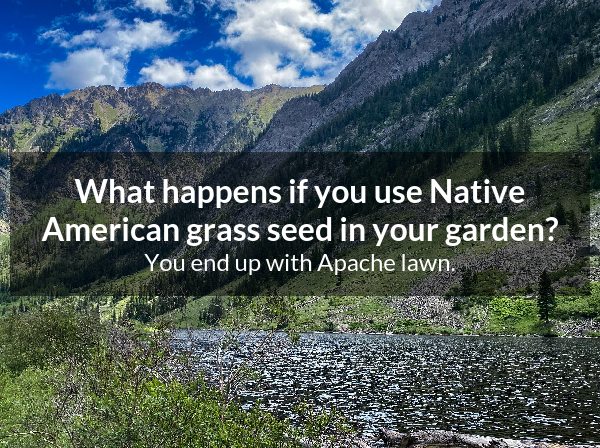 What happens if you use Native
American grass seed in your garden?
You end up with Apache lawn.